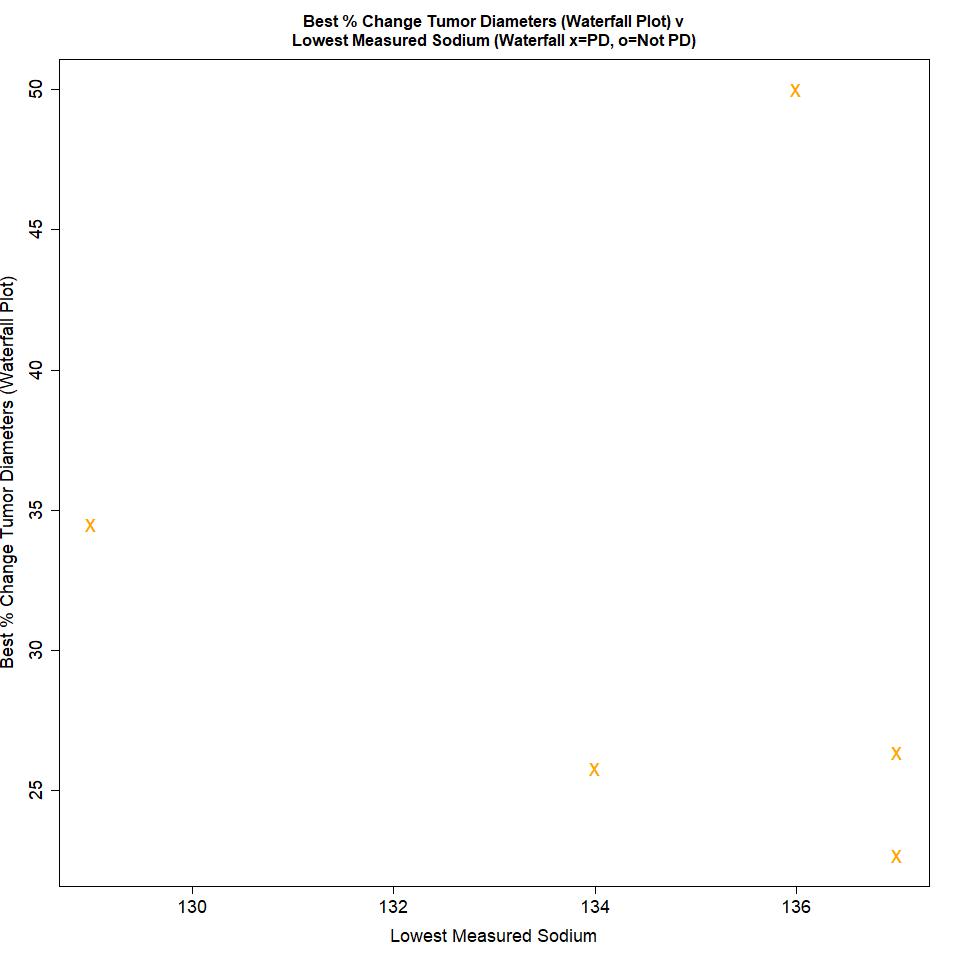 Best % Change Tumor Diameters (Waterfall Plot) v
Lowest Measured Sodium (Waterfall x=PD, o=Not PD)
Best % Change Tumor Diameters (Waterfall Plot)
50
45
40
35
30
25
X
X
X
X
X
130
132
134
136
Lowest Measured Sodium